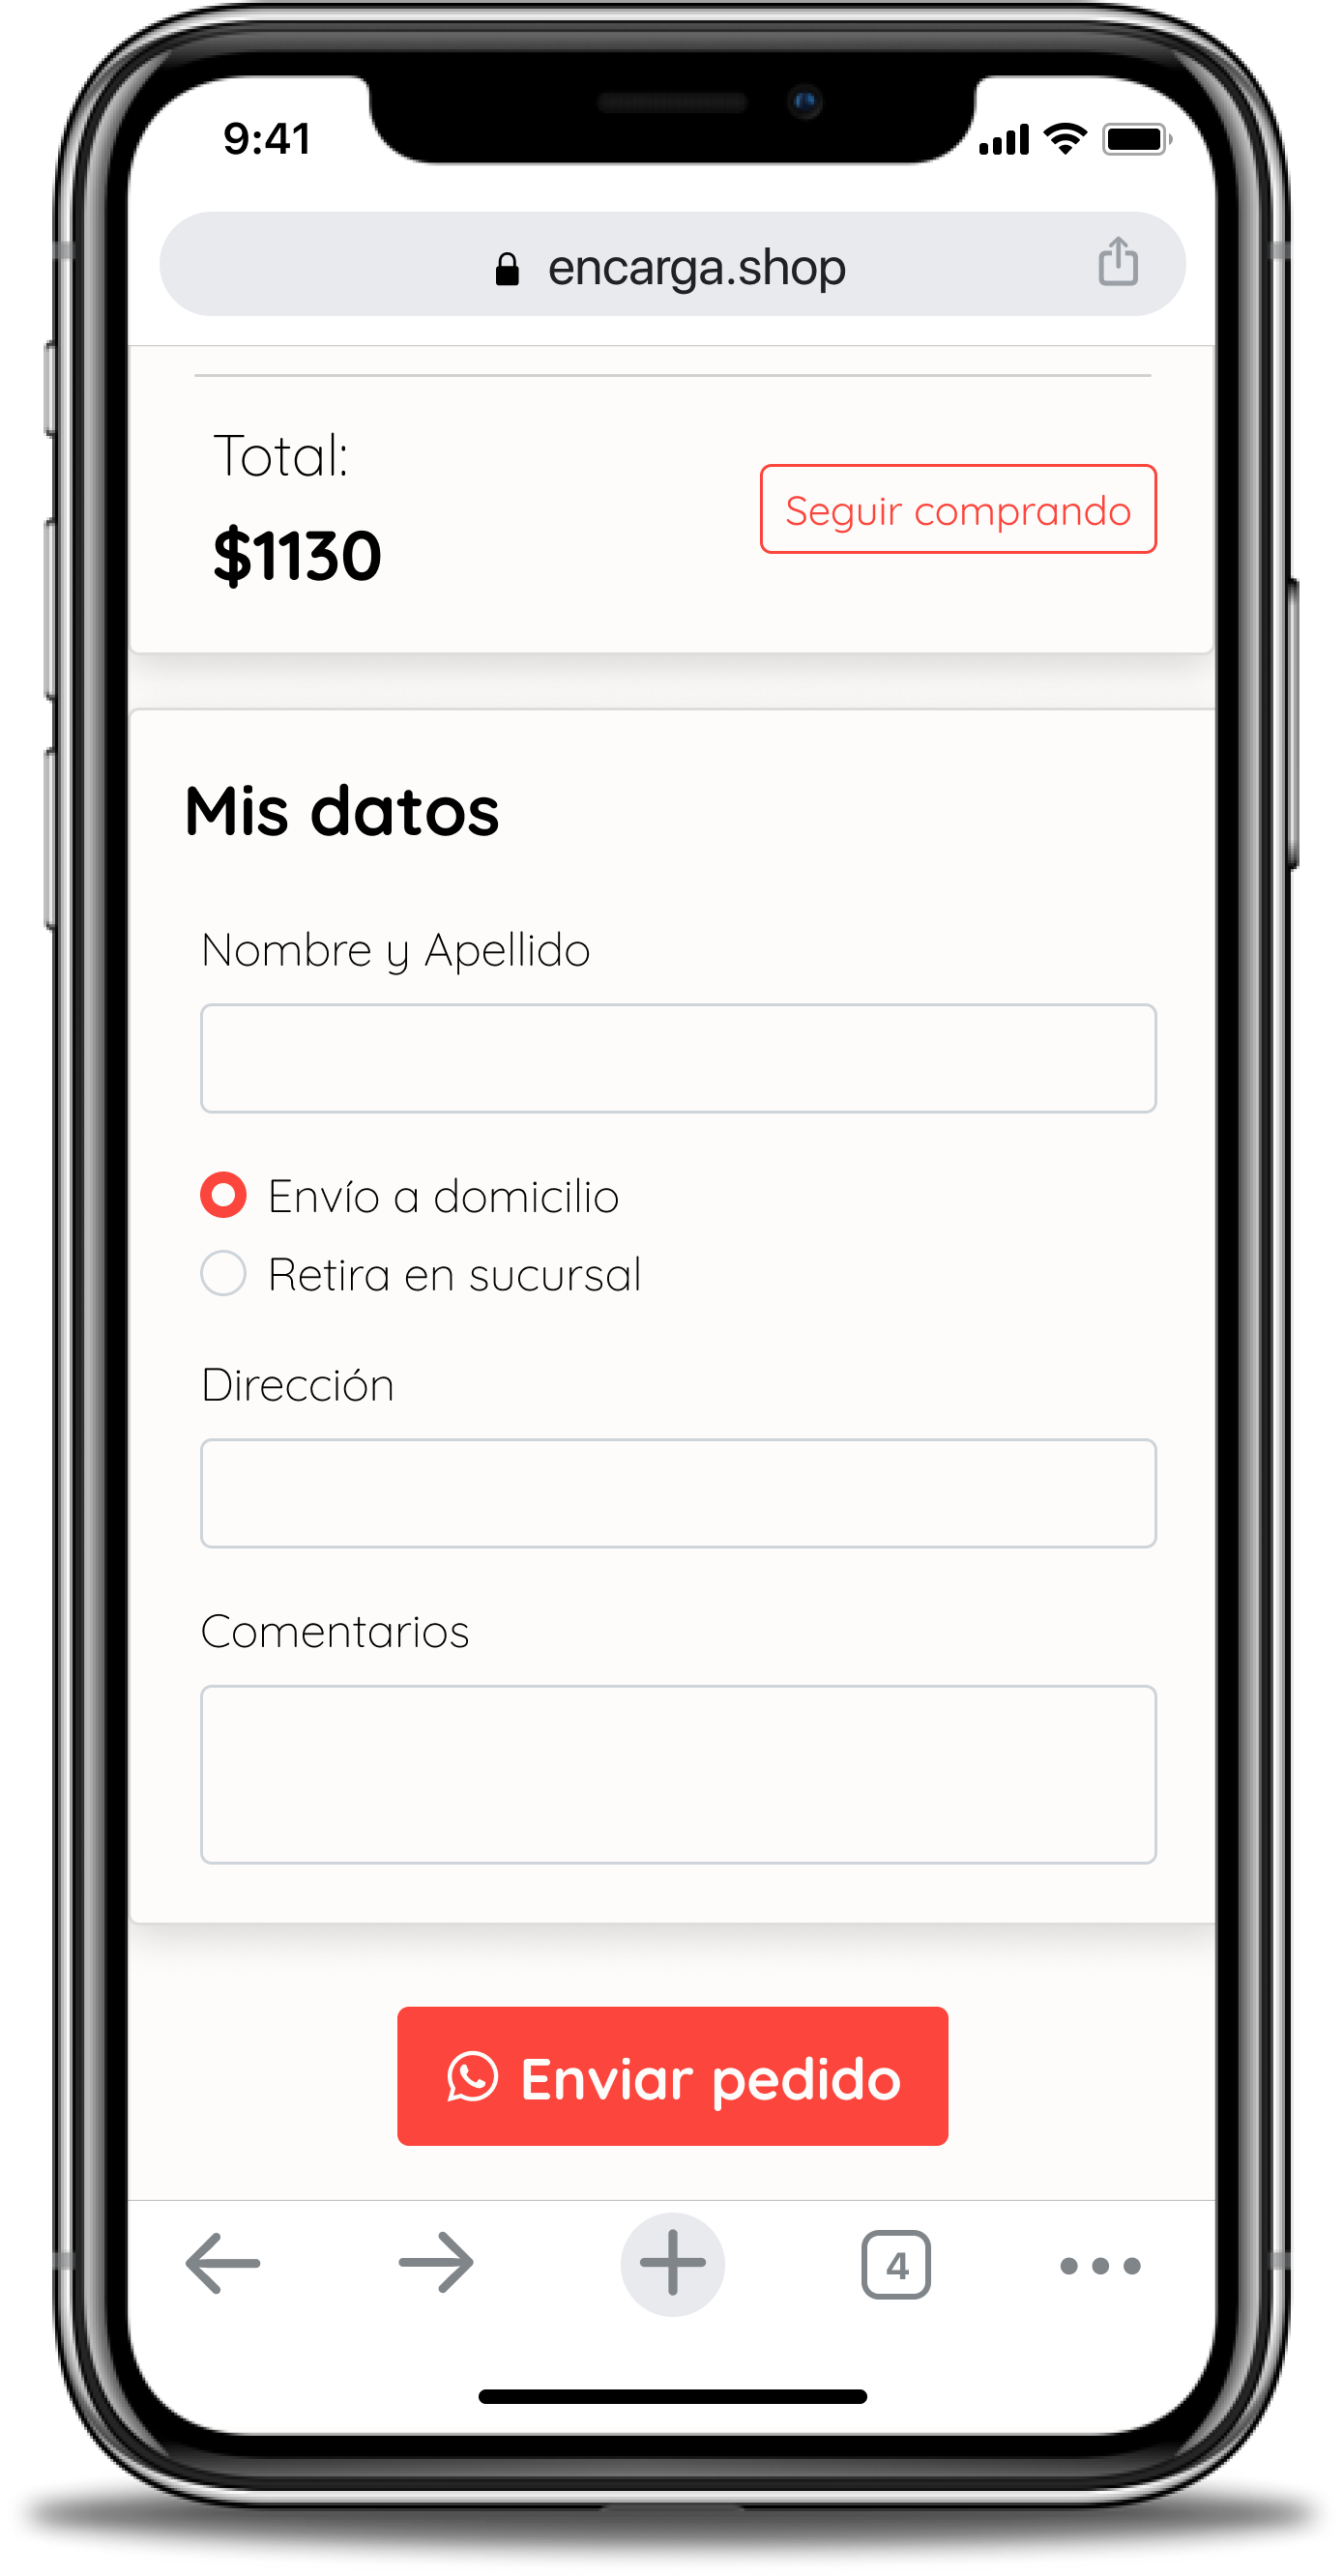 9:41
encarga.shop
Total:
$1130
Seguir comprando
Mis datos
Nombre y Apellido
Envío a domicilio
Retira en sucursal
Dirección
Comentarios
Enviar pedido
4